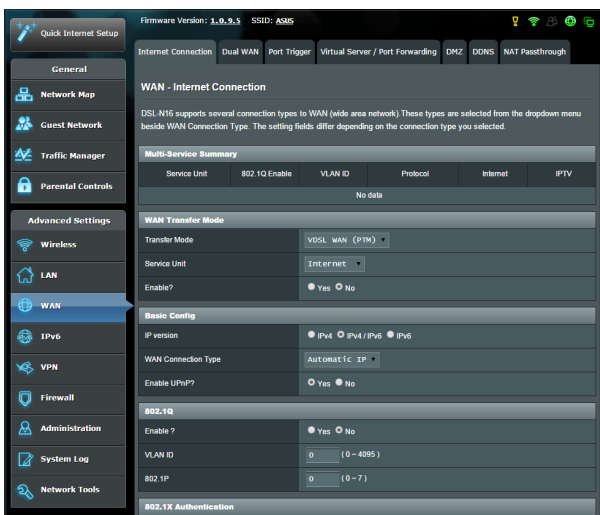 Quick Internet Setup
General
Network Map
Guest Network
Traffic Manager
Parental Controls
Advanced Settings
Wireless
LAN
WAN
IPv6
VPN
Firewall
Administration
System Log
Network Tools
Firmware Version: 1.0.9.5 SSID: ASUS
Internet Connection Dual WAN Port Trigger Virtual Server / Port Forwarding DMZ DDNS NAT Passthrough
WAN - Internet Connection
DSL-N16 supports several connection types to WAN (wide area network).These types are selected from the dropdown menu
beside WAN Connection Type. The setting fields differ depending on the connection type you selected.
Multi-Service Summary
Service Unit 802.1Q Enable VLAN ID Protocol Internet IPTV
No data
WAN Transfer Mode
Transfer Mode VDSL WAN (PTM)
Service Unit Internet
Enable? Yes No
Basic Config
IP version IPv4 IPv4 / IPv6 IPv6
WAN Connection Type Automatic IP
Enable UPnP? Yes No
802.1Q
Enable ? Yes No
VLAN ID 0 ( 0 ~ 4095 )
802.1P 0 ( 0 ~ 7 )
802.1X Authentication